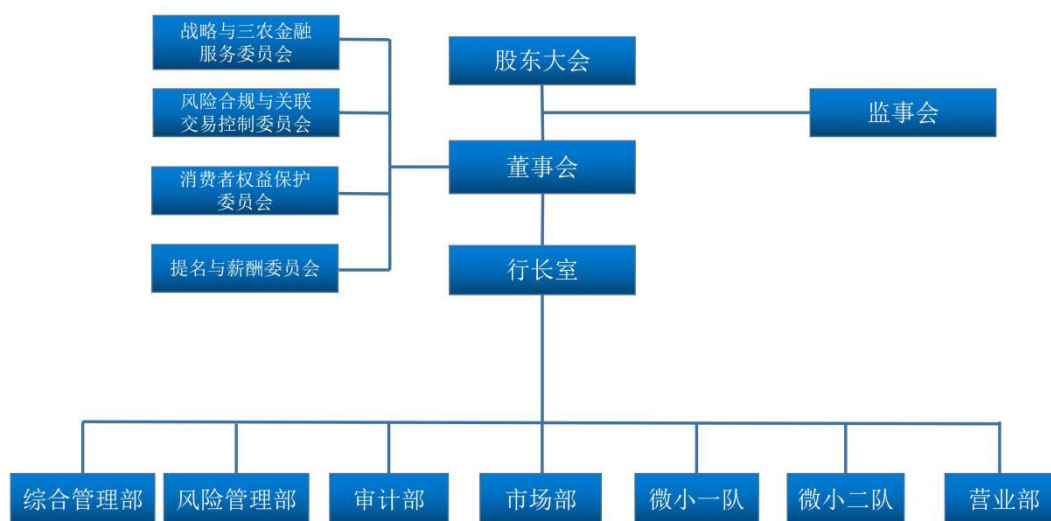 战略与三农金融
服务委员会
股东大会
风险合规与关联
交易控制委员会
监事会
董事会
消费者权益保护
委员会
提名与薪酬委员会
行长室
综合管理部
风险管理部
审计部
市场部
微小一队
微小二队
营业部